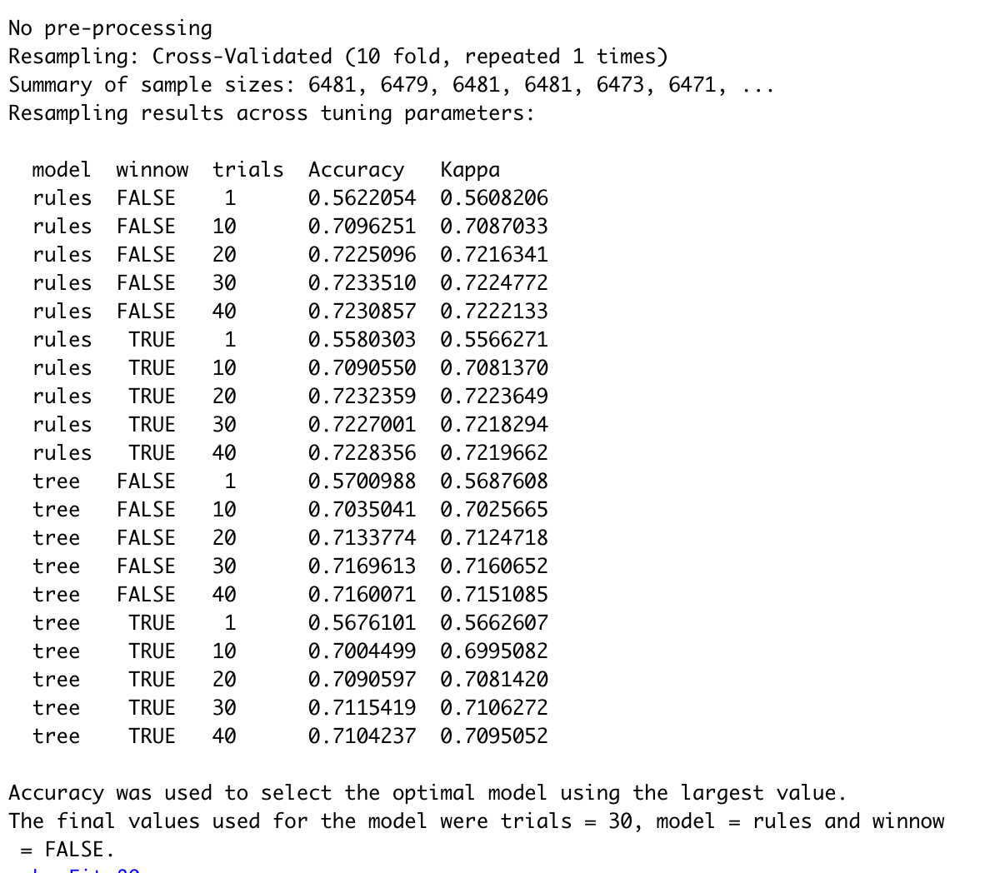 No pre-processing
Resampling: Cross-Validated (10 fold, repeated 1 times)
Summary of sample sizes: 6481, 6479, 6481, 6481, 6473, 6471, ...
Resampling results across tuning parameters:
model winnow trials Accuracy Kappa
rules FALSE 1 0.5622054 0.5608206
rules FALSE 10 0.7096251 0.7087033
rules FALSE 20 0.7225096 0.7216341
rules FALSE 30 0.7233510 0.7224772
rules FALSE 40 0.7230857 0.7222133
rules TRUE 1 0.5580303 0.5566271
rules TRUE 10 0.7090550 0.7081370
rules TRUE 20 0.7232359 0.7223649
rules TRUE 30 0.7227001 0.7218294
rules TRUE 40 0.7228356 0.7219662
tree FALSE 1 0.5700988 0.5687608
tree FALSE 10 0.7035041 0.7025665
tree FALSE 20 0.7133774 0.7124718
tree FALSE 30 0.7169613 0.7160652
tree FALSE 40 0.7160071 0.7151085
tree TRUE 1 0.5676101 0.5662607
tree TRUE 10 0.7004499 0.6995082
tree TRUE 20 0.7090597 0.7081420
tree TRUE 30 0.7115419 0.7106272
tree TRUE 40 0.7104237 0.7095052
Accuracy was used to select the optimal model using the largest value.
The final values used for the model were trials = 30, model = rules and winnow
= FALSE.